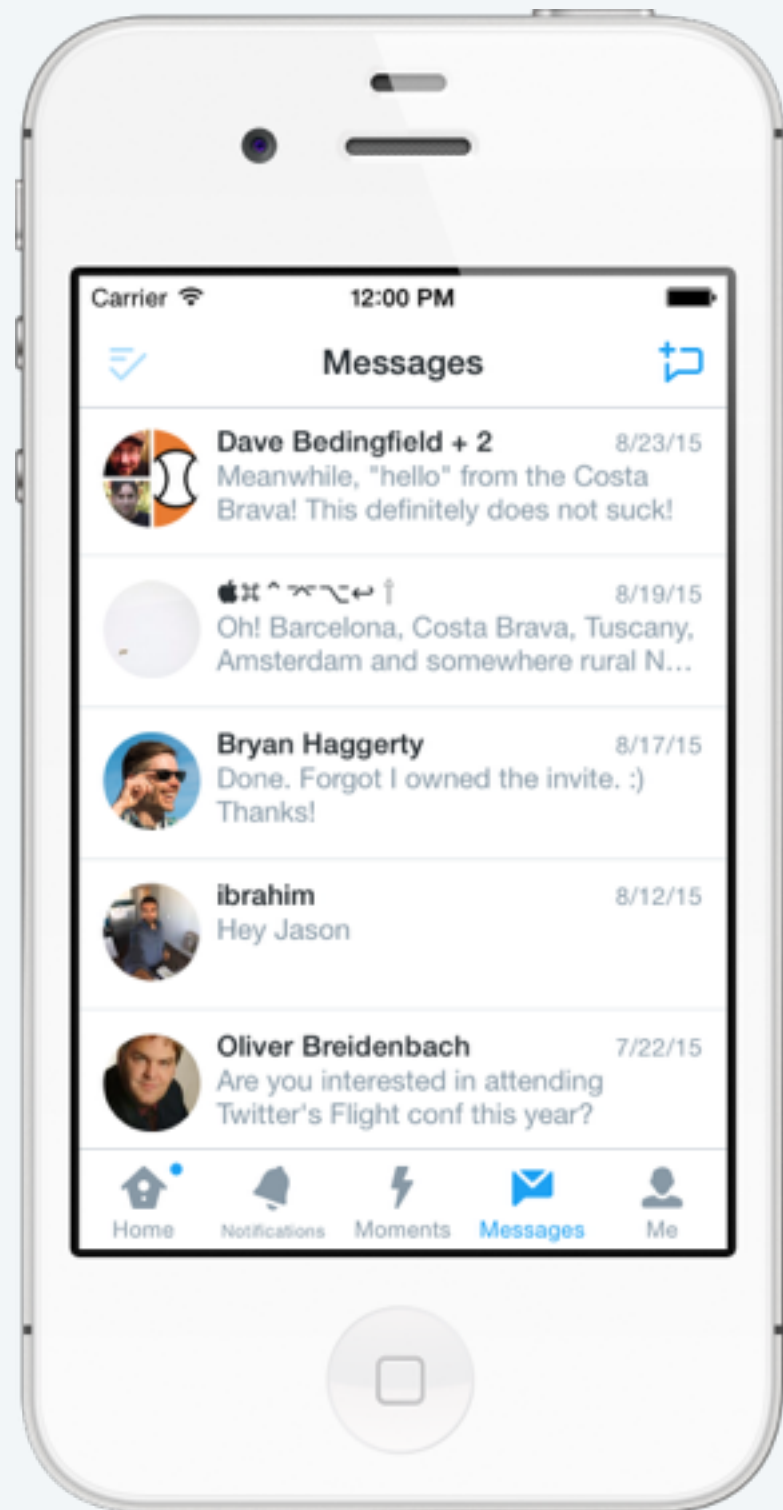 Carrier 12:00 PM
Messages
Dave Bedingfield + 2 8/23/15
Meanwhile, "hello" from the Costa
Brava! This definitely does not suck!
⌘⌃⌤⌥↩⇧ 8/19/15
Oh! Barcelona, Costa Brava, Tuscany,
Amsterdam and somewhere rural N...
Bryan Haggerty 8/17/15
Done. Forgot I owned the invite. :)
Thanks!
ibrahim 8/12/15
Hey Jason
Oliver Breidenbach 7/22/15
Are you interested in attending
Twitter's Flight conf this year?
Home Notifications Moments Messages Me